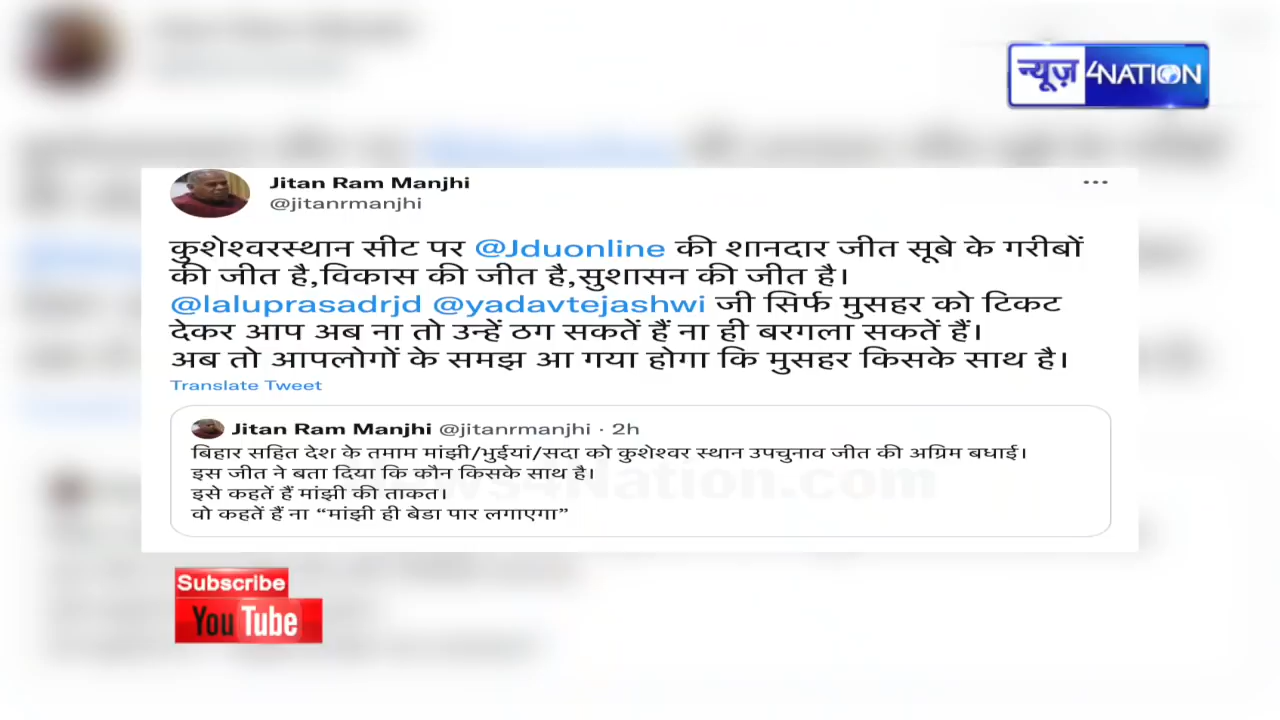 न्यूज़ 4NATION
Jitan Ram Manjhi
@jitanrmanjhi
कुशेश्वरस्थान सीट पर @Jduonline की शानदार जीत सूबे के गरीबों
की जीत है,विकास की जीत है,सुशासन की जीत है।
@laluprasadrjd @yadavtejashwi जी सिर्फ मुसहर को टिकट
देकर आप अब ना तो उन्हें ठग सकतें हैं ना ही बरगला सकतें हैं।
अब तो आपलोगों के समझ आ गया होगा कि मुसहर किसके साथ है।
Translate Tweet
Jitan Ram Manjhi @jitanrmanjhi · 2h
बिहार सहित देश के तमाम मांझी/भुईयां/सदा को कुशेश्वर स्थान उपचुनाव जीत की अग्रिम बधाई।
इस जीत ने बता दिया कि कौन किसके साथ है।
News4Nation.com
इसे कहतें हैं मांझी की ताकत।
वो कहतें हैं ना “मांझी ही बेडा पार लगाएगा”
Subscribe
YouTube